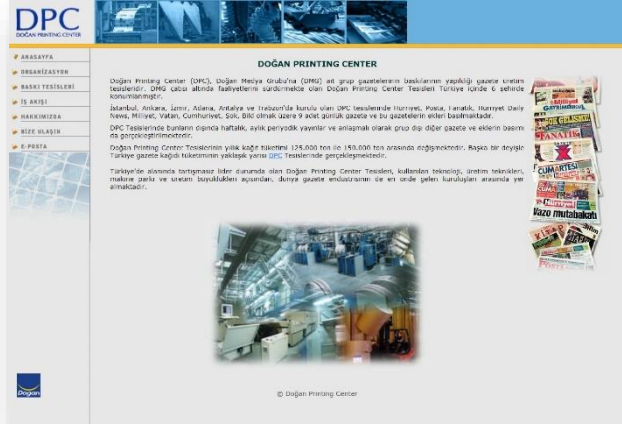 DPC
DOĞAN PRINTING CENTER
ANASAYFA
ORGANİZASYON
BASKI TESİSLERİ
İŞ AKIŞI
HAKKIMIZDA
BİZE ULAŞIN
E-POSTA
DOĞAN PRINTING CENTER
Doğan Printing Center (DPC), Doğan Medya Grubu'na (DMG) ait grup gazetelerinin baskılarının yapıldığı gazete üretim
tesisleridir. DMG çatısı altında faaliyetlerini sürdürmekte olan Doğan Printing Center Tesisleri Türkiye içinde 6 şehirde
konumlanmıştır.
İstanbul, Ankara, İzmir, Adana, Antalya ve Trabzon'da kurulu olan DPC tesislerinde Hürriyet, Posta, Fanatik, Hurriyet Daily
News, Milliyet, Vatan, Cumhuriyet, Şok, Bild olmak üzere 9 adet günlük gazete ve bu gazetelerin ekleri basılmaktadır.
DPC Tesislerinde bunların dışında haftalık, aylık periyodik yayınlar ve anlaşmalı olarak grup dışı diğer gazete ve eklerin basımı
da gerçekleştirilmektedir.
Doğan Printing Center Tesislerinin yıllık kağıt tüketimi 125.000 ton ile 150.000 ton arasında değişmektedir. Başka bir deyişle
Türkiye gazete kağıdı tüketiminin yaklaşık yarısı DPC Tesislerinde gerçekleşmektedir.
Türkiye'de alanında tartışmasız lider durumda olan Doğan Printing Center Tesisleri, kullanılan teknoloji, üretim teknikleri,
makine parkı ve üretim büyüklükleri açısından, dünya gazete endüstrisinin de en önde gelen kuruluşları arasında yer
almaktadır.
Milliyet
GAYRİMENKUL
FANATİK
CUMARTESİ
Hürriyet
Vazo mutabakatı
KİTAP
Doğan
© Doğan Printing Center